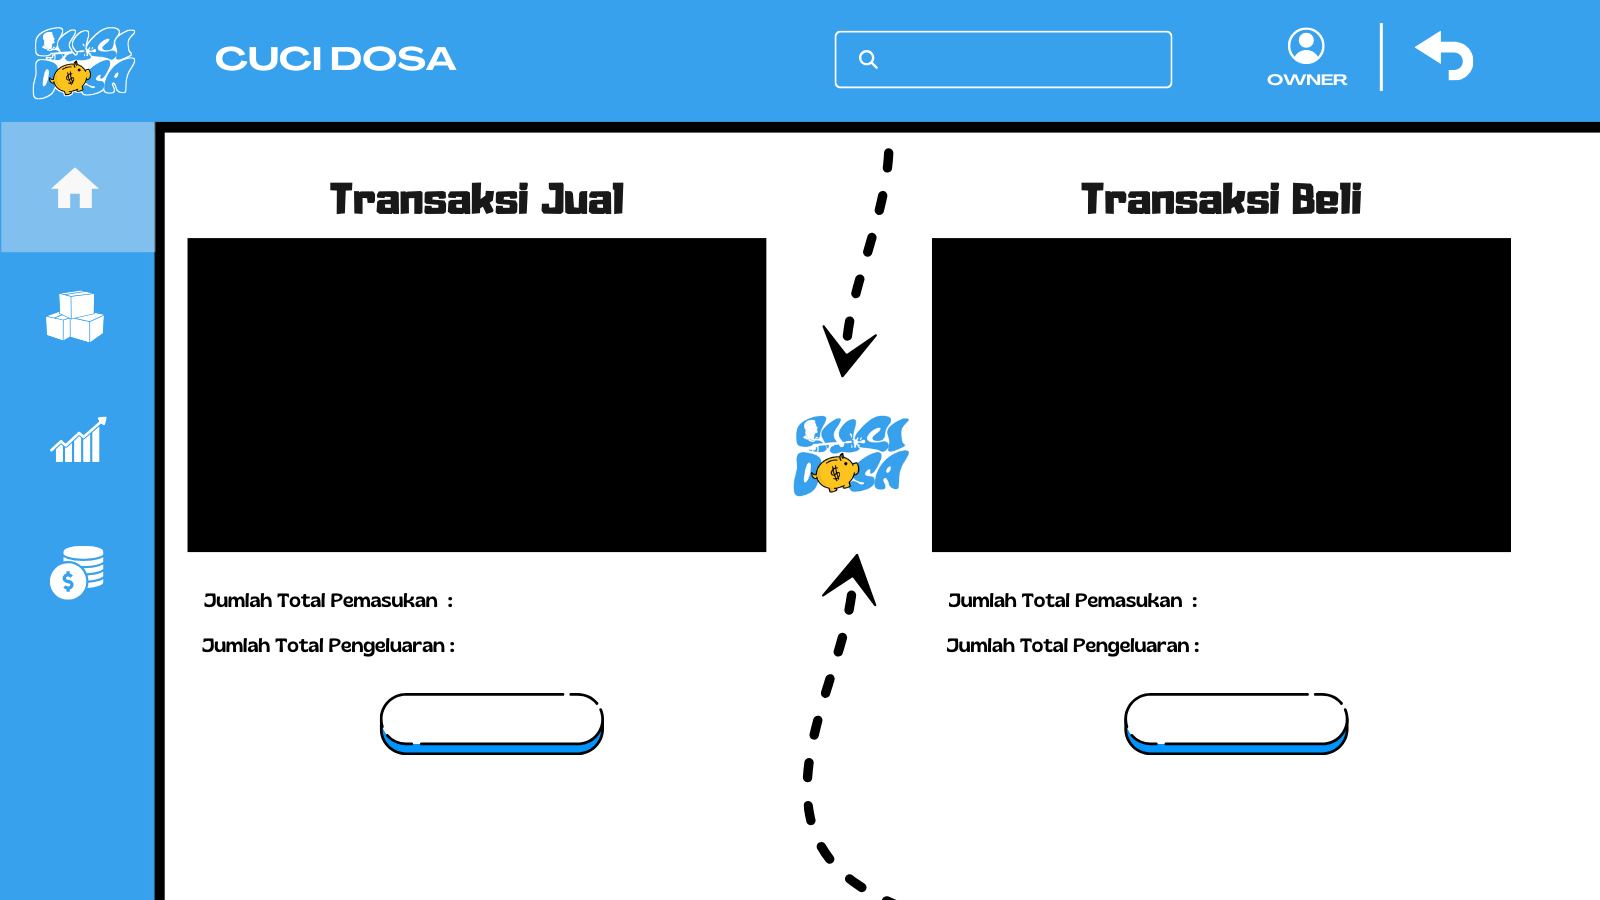 CUCI
DOSA
CUCI DOSA
OWNER
Transaksi Jual
Transaksi Beli
CUCI
DOSA
Jumlah Total Pemasukan :
Jumlah Total Pengeluaran :
Jumlah Total Pemasukan :
Jumlah Total Pengeluaran :